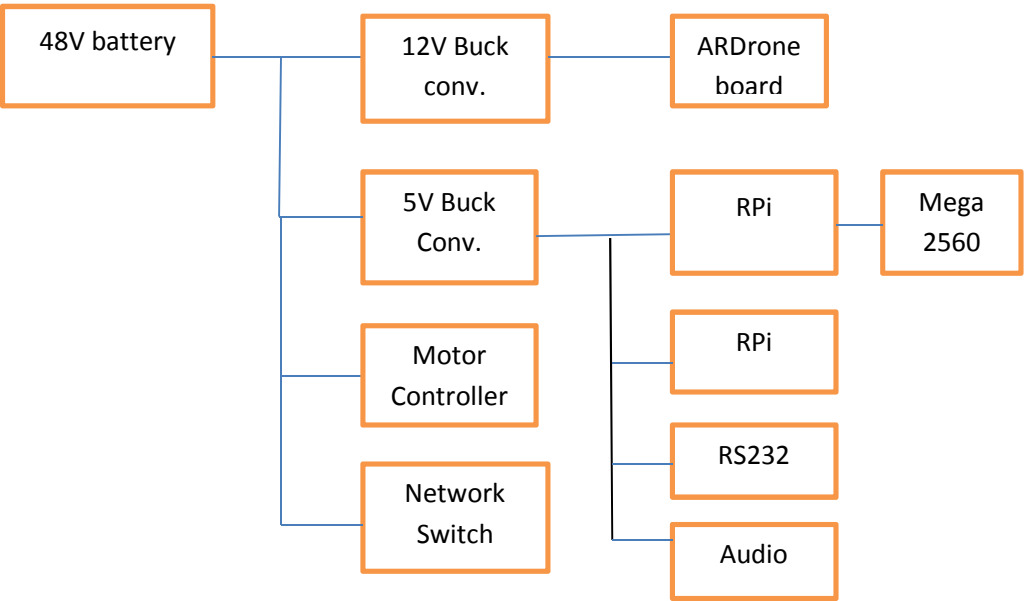 48V battery
12V Buck
conv.
ARDrone
board
5V Buck
Conv.
RPi
Mega
2560
Motor
Controller
RPi
Network
Switch
RS232
Audio